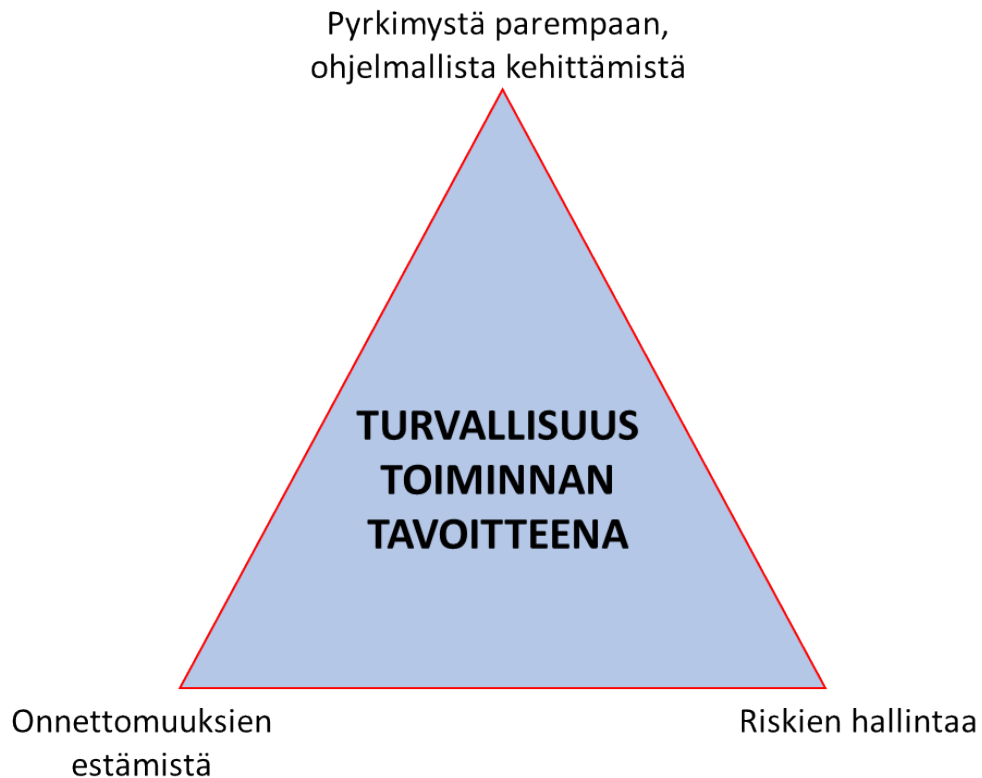 Pyrkimystä parempaan,
ohjelmallista kehittämistä
TURVALLISUUS
TOIMINNAN
TAVOITTEENA
Onnettomuuksien
estämistä
Riskien hallintaa